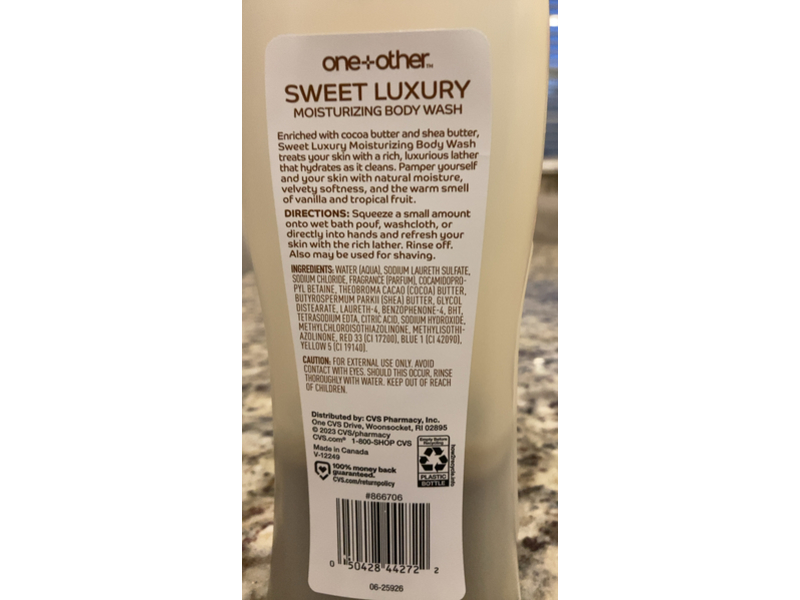 one+other™
SWEET LUXURY
MOISTURIZING BODY WASH
Enriched with cocoa butter and shea butter,
Sweet Luxury Moisturizing Body Wash
treats your skin with a rich, luxurious lather
that hydrates as it cleans. Pamper yourself
and your skin with natural moisture,
velvety softness, and the warm smell
of vanilla and tropical fruit.
DIRECTIONS: Squeeze a small amount
onto wet bath pouf, washcloth, or
directly into hands and refresh your
skin with the rich lather. Rinse off.
Also may be used for shaving.
INGREDIENTS: WATER (AQUA), SODIUM LAURETH SULFATE,
SODIUM CHLORIDE, FRAGRANCE (PARFUM), COCAMIDOPRO-
PYL BETAINE, THEOBROMA CACAO (COCOA) BUTTER,
BUTYROSPERMUM PARKII (SHEA) BUTTER, GLYCOL
DISTEARATE, LAURETH-4, BENZOPHENONE-4, BHT,
TETRASODIUM EDTA, CITRIC ACID, SODIUM HYDROXIDE,
METHYLCHLOROISOTHIAZOLINONE, METHYLISOTHI-
AZOLINONE, RED 33 (CI 17200), BLUE 1 (CI 42090),
YELLOW 5 (CI 19140).
CAUTION: FOR EXTERNAL USE ONLY. AVOID
CONTACT WITH EYES. SHOULD THIS OCCUR, RINSE
THOROUGHLY WITH WATER. KEEP OUT OF REACH
OF CHILDREN.
Distributed by: CVS Pharmacy, Inc.
One CVS Drive, Woonsocket, RI 02895
© 2023 CVS/pharmacy
CVS.com® 1-800-SHOP CVS
Made in Canada
V-12249
100% money back
guaranteed.
CVS.com/returnpolicy
Empty Before
Recycling
PLASTIC
BOTTLE
how2recycle.info
#866706
0 50428 44272 2
06-25926